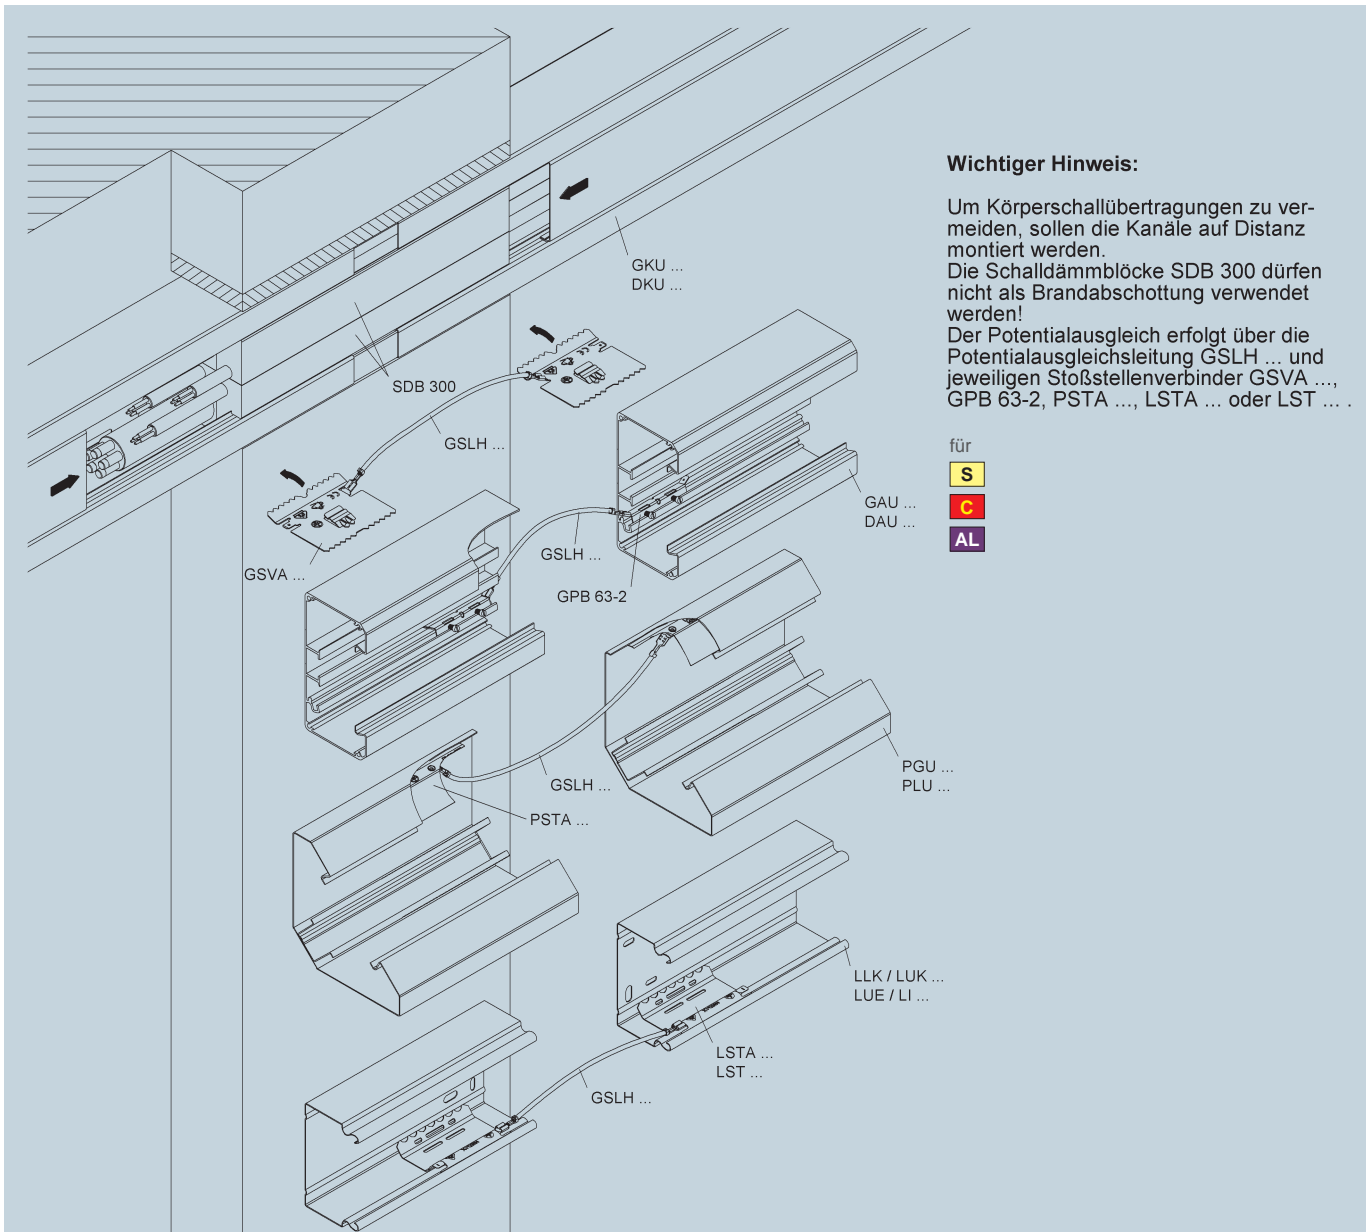 Wichtiger Hinweis:
Um Körperschallübertragungen zu ver-
meiden, sollen die Kanäle auf Distanz
montiert werden.
Die Schalldämmblöcke SDB 300 dürfen
nicht als Brandabschottung verwendet
werden!
Der Potentialausgleich erfolgt über die
Potentialausgleichsleitung GSLH ... und
jeweiligen Stoßstellenverbinder GSVA ...,
GPB 63-2, PSTA ..., LSTA ... oder LST ... .
für
S
C
AL
GKU ...
DKU ...
SDB 300
GSLH ...
GSVA ...
GAU ...
DAU ...
GSLH ...
GPB 63-2
PGU ...
PLU ...
GSLH ...
PSTA ...
LLK / LUK ...
LUE / LI ...
LSTA ...
LST ...
GSLH ...